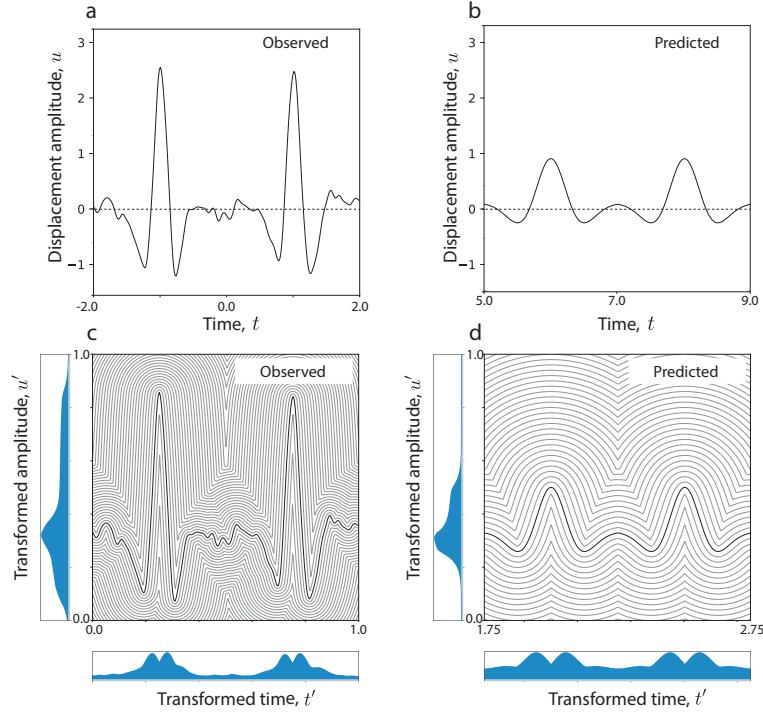 a
Observed
Displacement amplitude, u
3
2
1
0
−1
-2.0
0.0
2.0
Time, t
b
Predicted
Displacement amplitude, u
3
2
1
0
−1
5.0
7.0
9.0
Time, t
c
Observed
Transformed amplitude, u′
1.0
0.0
0.0
1.0
Transformed time, t′
d
Predicted
Transformed amplitude, u′
1.0
0.0
1.75
2.75
Transformed time, t′